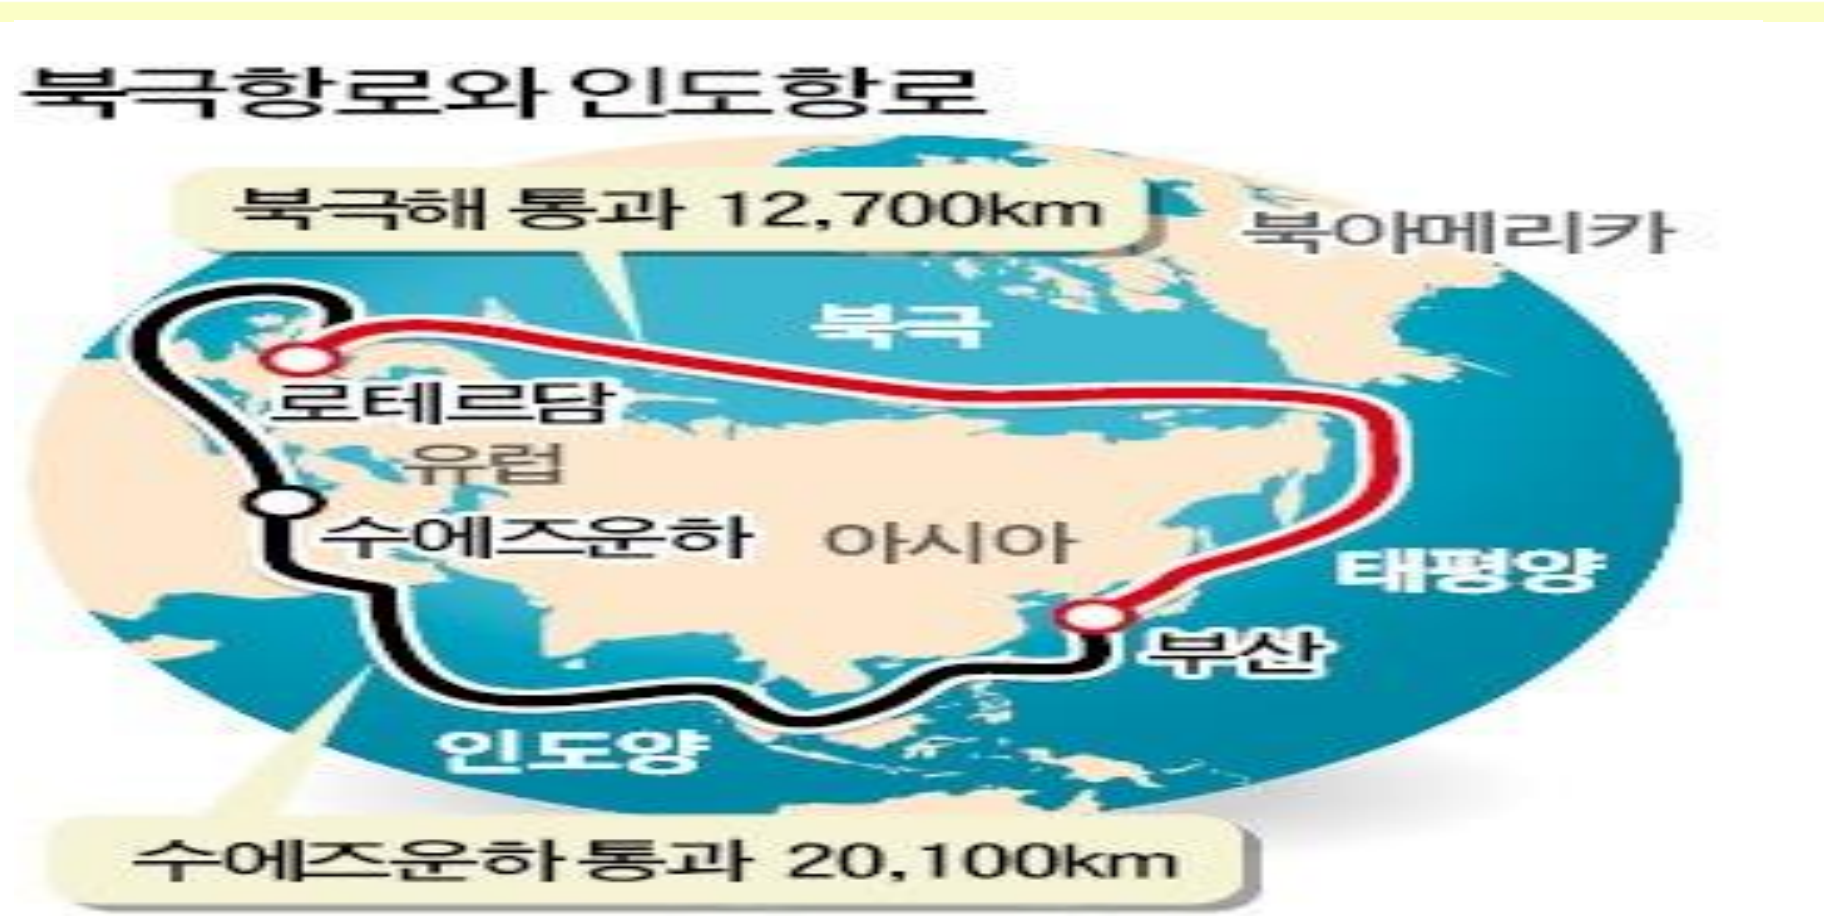 북극항로와 인도항로
북극해 통과 12,700km
북아메리카
북극
로테르담
유럽
수에즈운하
아시아
태평양
부산
인도양
수에즈운하 통과 20,100km